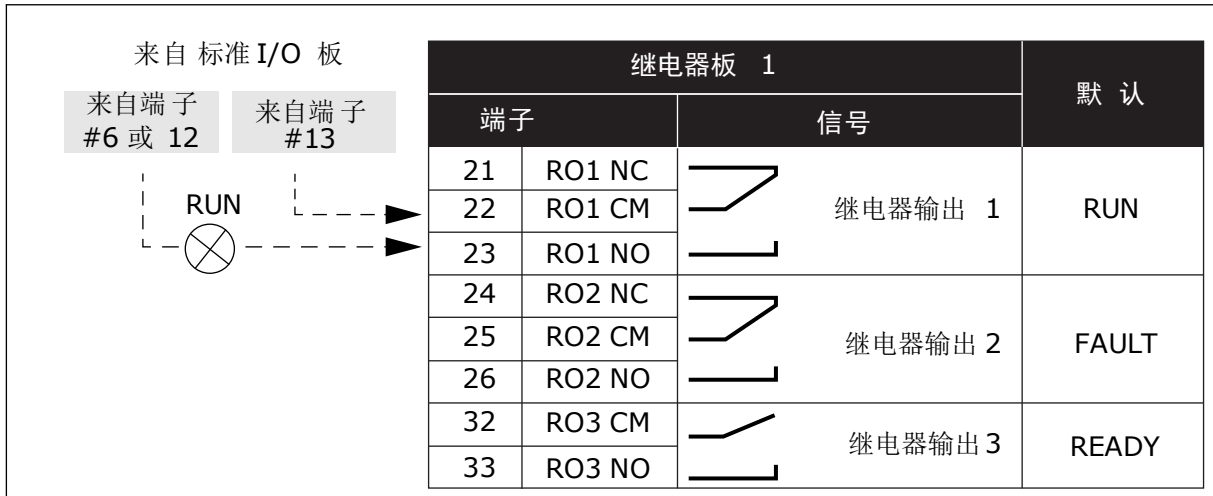 来自 标准 I/O 板
来自端 子
#6 或 12
来自端 子
#13
RUN
继电器板 1
默 认
端子
信号
21 RO1 NC
22 RO1 CM
23 RO1 NO
继电器输出 1
RUN
24 RO2 NC
25 RO2 CM
26 RO2 NO
继电器输出 2
FAULT
32 RO3 CM
33 RO3 NO
继电器输出 3
READY